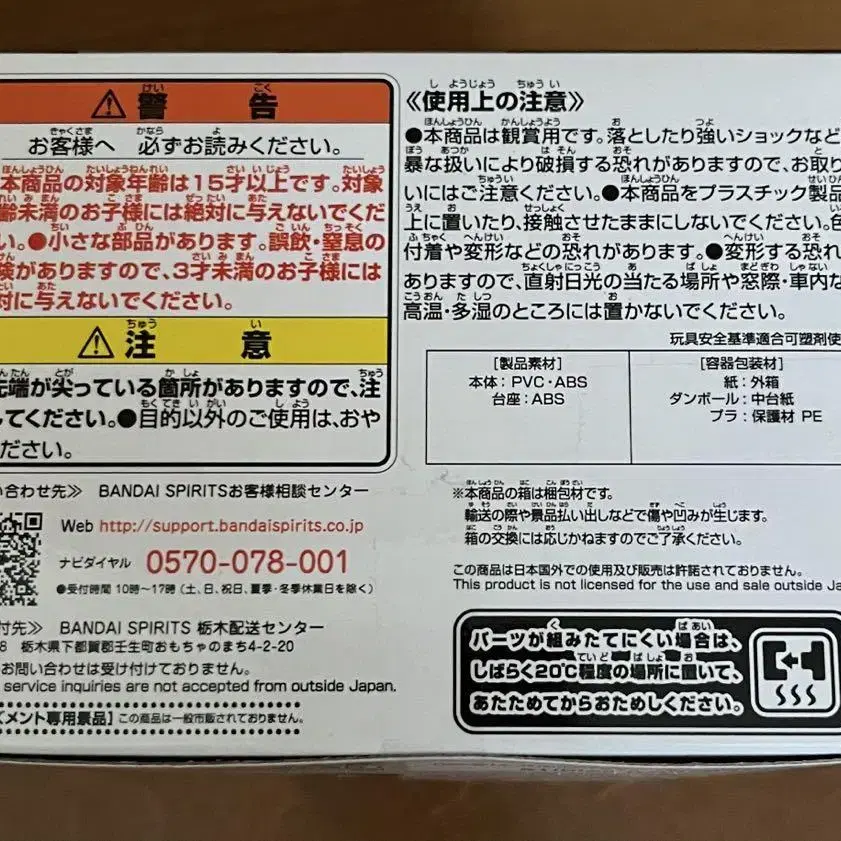 警告
お客様へ 必ずお読みください。
本商品の対象年齢は15才以上です。対象
齢未満のお子様には絶対に与えないでくだ
い。●小さな部品があります。誤飲・窒息の
険がありますので、3才未満のお子様には
対に与えないでください。
注意
先端が尖っている箇所がありますので、注
してください。●目的以外のご使用は、おや
ださい。
い合わせ先≫ BANDAI SPIRITSお客様相談センター
Web http://support.bandaispirits.co.jp
ナビダイヤル 0570-078-001
●受付時間 10時〜17時(土、日、祝日、夏季・冬季休業日を除く)
付先≫ BANDAI SPIRITS 栃木配送センター
8 栃木県下都賀郡壬生町おもちゃのまち4-2-20
お問い合わせは受け付けておりません。
service inquiries are not accepted from outside Japan.
ズメント専用景品] この商品は一般市販されておりません。
≪使用上の注意≫
●本商品は観賞用です。落としたり強いショックなど
暴な扱いにより破損する恐れがありますので、お取り
いにはご注意ください。●本商品をプラスチック製品
上に置いたり、接触させたままにしないでください。色
付着や変形などの恐れがあります。●変形する恐れ
ありますので、直射日光の当たる場所や窓際・車内な
高温・多湿のところには置かないでください。
玩具安全基準適合可塑剤使
[製品素材]
本体:PVC・ABS
台座:ABS
[容器包装材]
紙:外箱
ダンボール:中台紙
プラ:保護材 PE
※本商品の箱は梱包材です。
輸送の際や景品払い出しなどで傷や凹みが生じます。
箱の交換には応じかねますのでご了承ください。
この商品は日本国外での使用及び販売は許諾されておりません。
This product is not licensed for the use and sale outside Ja
パーツが組みたてにくい場合は、
しばらく20℃程度の場所に置いて、
あたためてからおためしください。